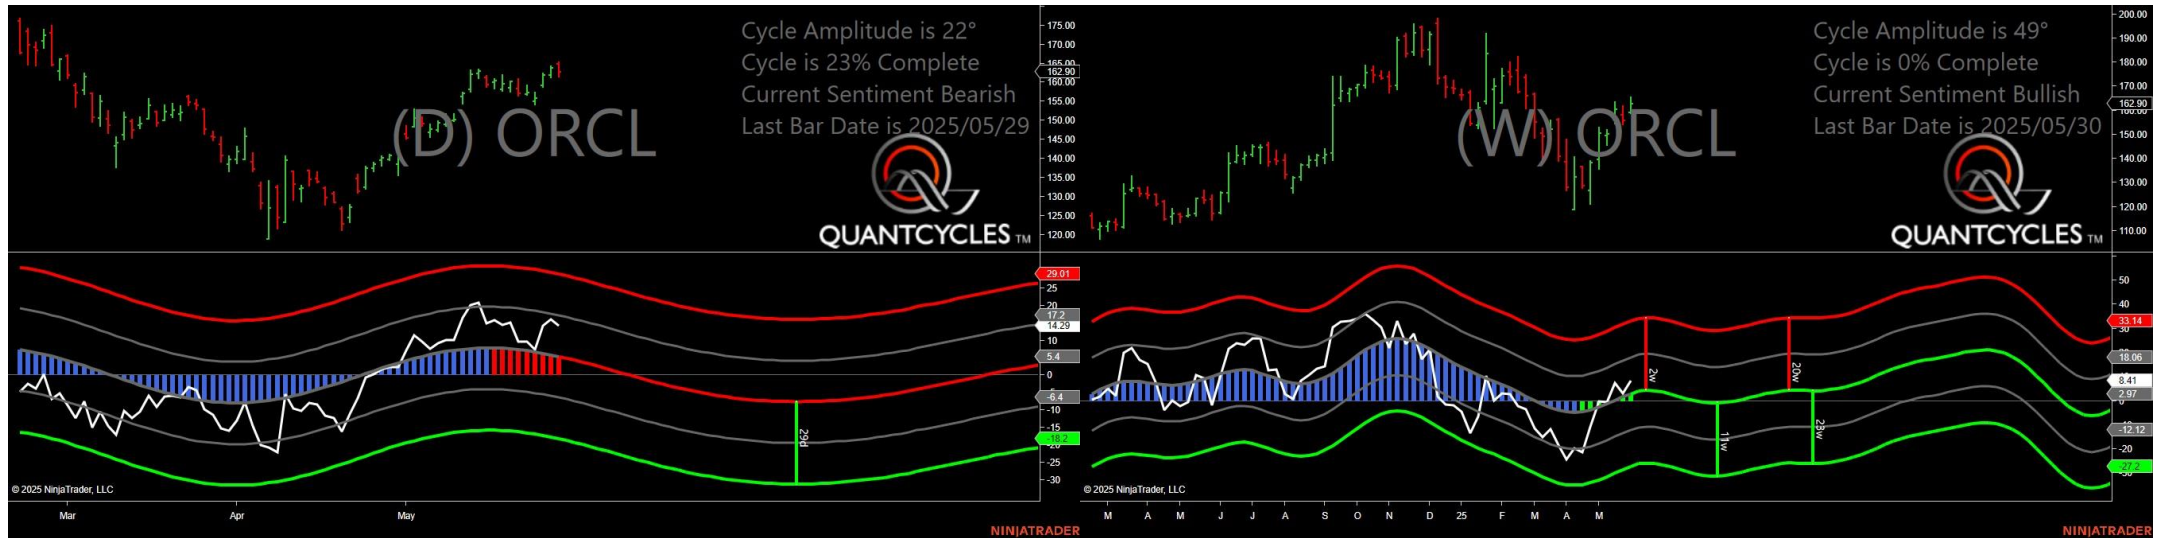 Cycle Amplitude is 22°
Cycle is 23% Complete
Current Sentiment Bearish
Last Bar Date is 2025/05/29
(D) ORCL
QUANTCYCLES TM
175.00
170.00
165.00
162.90
160.00
155.00
150.00
145.00
140.00
135.00
130.00
125.00
120.00
29.01
25
20
17.2
14.29
10
5.4
0
-6.4
-10
-15
-18.2
-25
-30
29d
© 2025 NinjaTrader, LLC
Mar Apr May
NINJATRADER
Cycle Amplitude is 49°
Cycle is 0% Complete
Current Sentiment Bullish
Last Bar Date is 2025/05/30
(W) ORCL
QUANTCYCLES TM
200.00
190.00
180.00
170.00
162.90
160.00
150.00
140.00
130.00
120.00
110.00
50
40
33.14
30
18.06
8.41
2.97
0
-12.12
-20
-27.2
2w
11w
20w
23w
© 2025 NinjaTrader, LLC
M A M J J A S O N D 25 F M A M
NINJATRADER